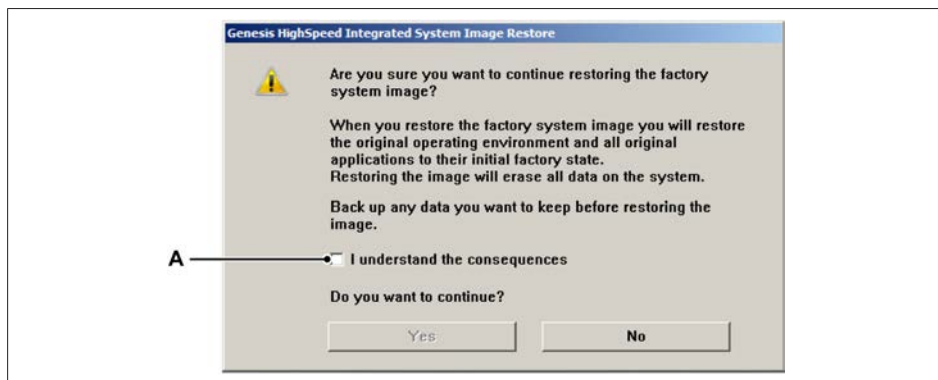 Genesis HighSpeed Integrated System Image Restore
Are you sure you want to continue restoring the factory
system image?
When you restore the factory system image you will restore
the original operating environment and all original
applications to their initial factory state.
Restoring the image will erase all data on the system.
Back up any data you want to keep before restoring the
image.
A
I understand the consequences
Do you want to continue?
Yes
No